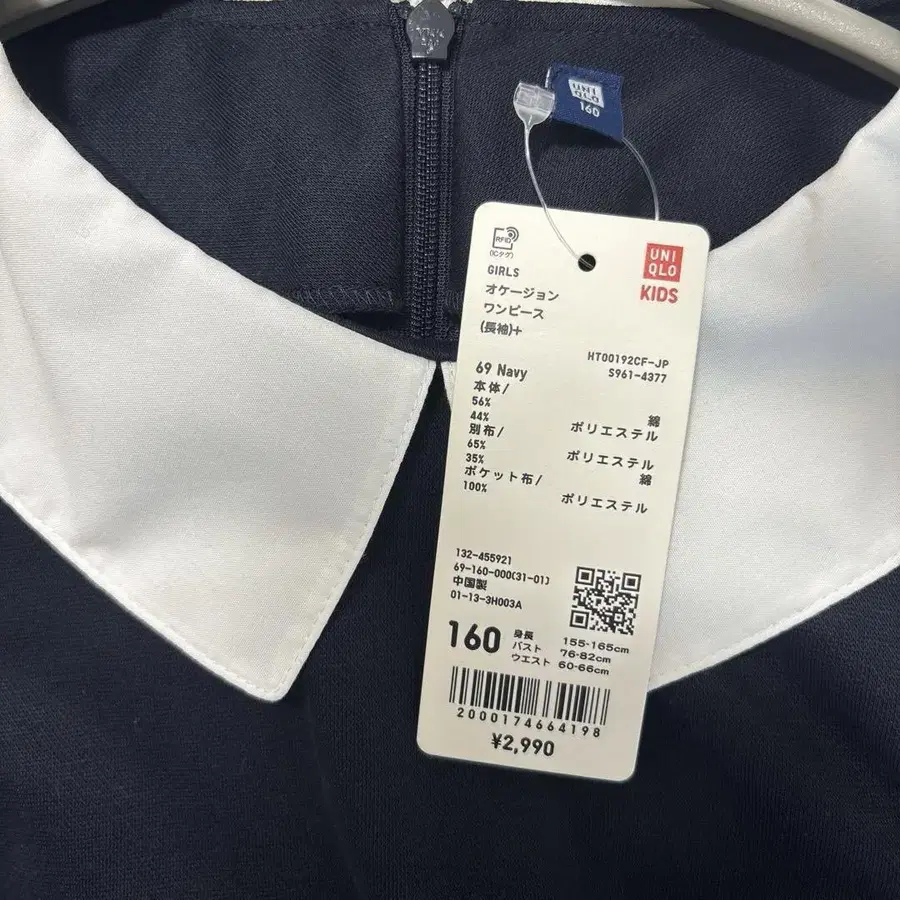 UNI
QLO
160
RFID
(ICタグ)
UNI
QLO
KIDS
GIRLS
オケージョン
ワンピース
(長袖)+
HT00192CF-JP
S961-4377
69 Navy
本体/
56% 綿
44% ポリエステル
別布/
65% ポリエステル
35% 綿
ポケット布/
100% ポリエステル
132-455921
69-160-000(31-01)
中国製
01-13-3H003A
160
身長 155-165cm
バスト 76-82cm
ウエスト 60-66cm
2000174664198
¥2,990